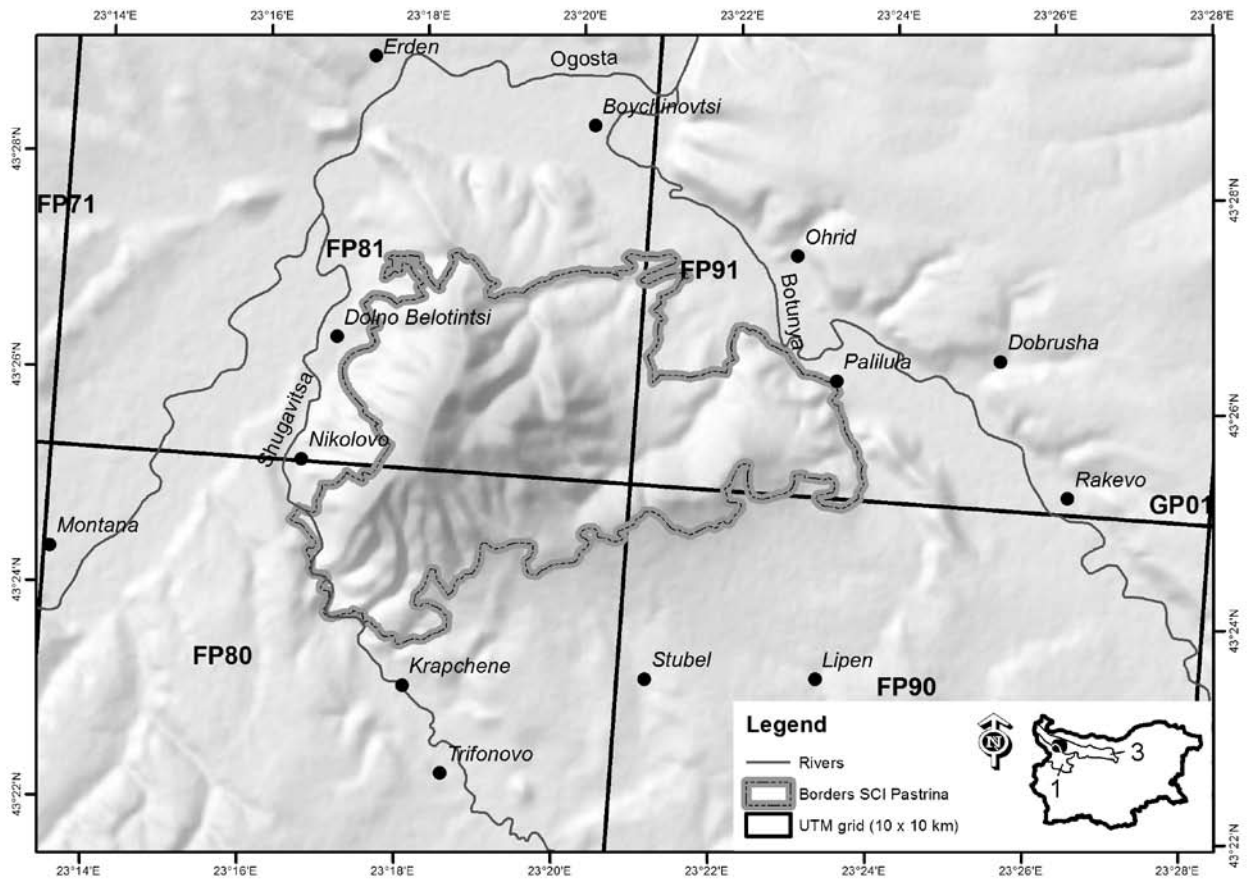 23°14'E
23°16'E
23°18'E
23°20'E
23°22'E
23°24'E
23°26'E
23°28'E
Erden
Ogosta
Boychinovtsi
43°28'N
43°28'N
FP71
FP81
FP91
Ohrid
Botunya
Dolno Belotintsi
Dobrusha
Palilula
43°26'N
43°26'N
Shugavitsa
Nikolovo
Rakevo
GP01
Montana
43°24'N
43°24'N
FP80
Krapchene
Stubel
Lipen
FP90
Trifonovo
Legend
N
Rivers
Borders SCI Pastrina
UTM grid (10 x 10 km)
3
1
43°22'N
43°22'N
23°14'E
23°16'E
23°18'E
23°20'E
23°22'E
23°24'E
23°26'E
23°28'E